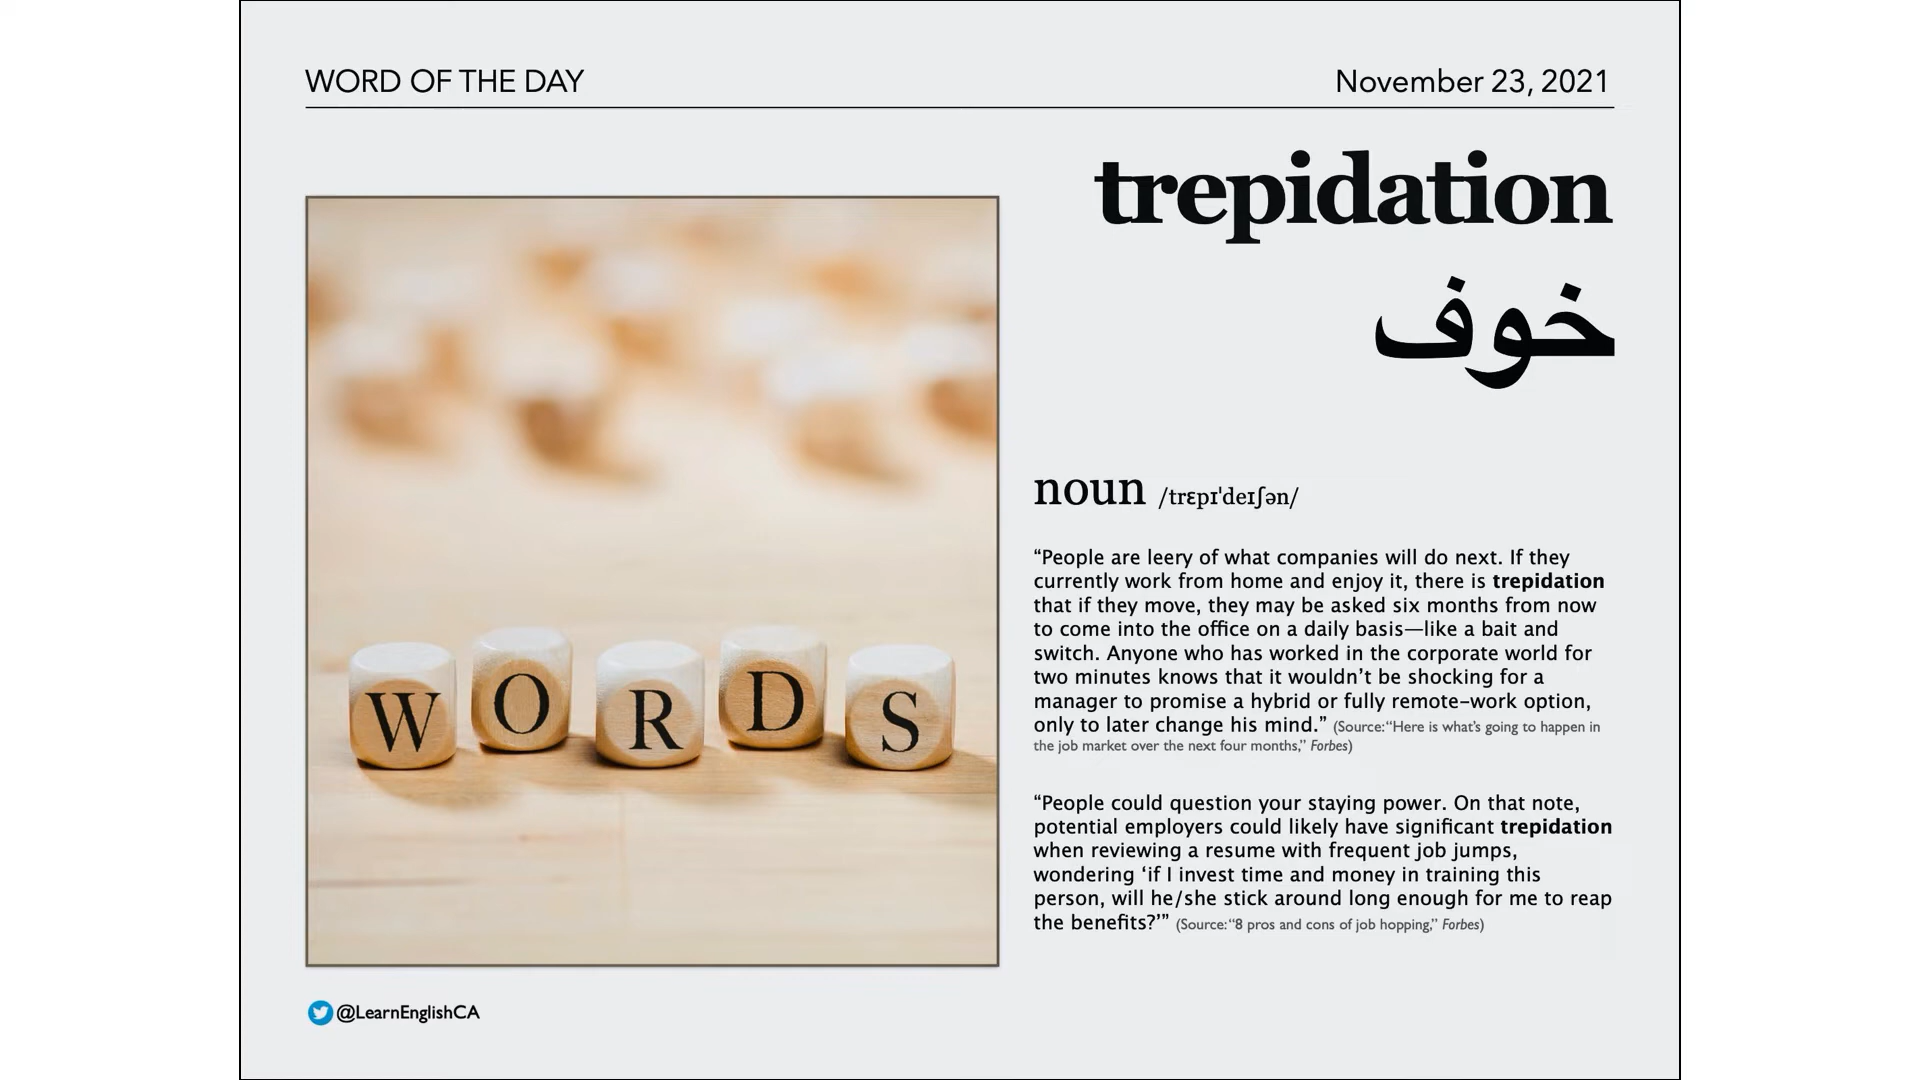 WORD OF THE DAY
November 23, 2021
trepidation
خوف
noun /trɛpɪˈdeɪʃən/
“People are leery of what companies will do next. If they
currently work from home and enjoy it, there is trepidation
that if they move, they may be asked six months from now
to come into the office on a daily basis—like a bait and
switch. Anyone who has worked in the corporate world for
two minutes knows that it wouldn’t be shocking for a
manager to promise a hybrid or fully remote-work option,
only to later change his mind.” (Source: “Here is what’s going to happen in
the job market over the next four months,” Forbes)
“People could question your staying power. On that note,
potential employers could likely have significant trepidation
when reviewing a resume with frequent job jumps,
wondering ‘if I invest time and money in training this
person, will he/she stick around long enough for me to reap
the benefits?’” (Source: “8 pros and cons of job hopping,” Forbes)
W O R D S
@LearnEnglishCA